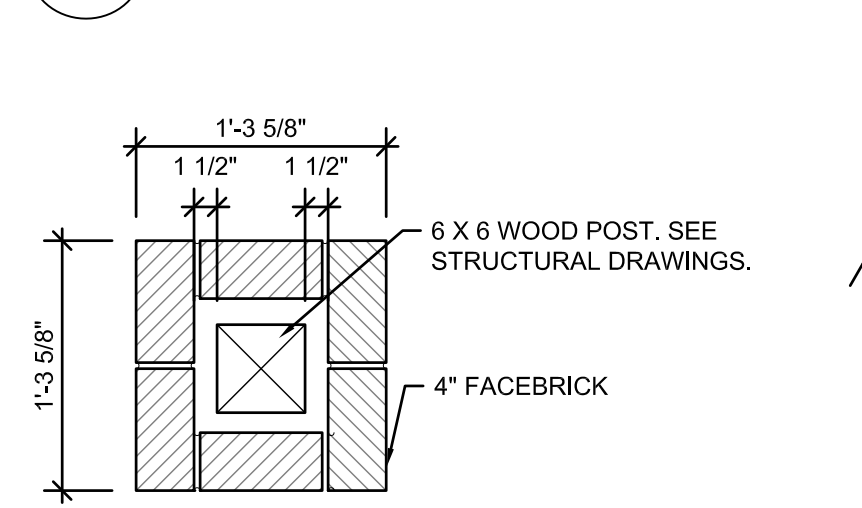 1'-3 5/8"
1 1/2" 1 1/2"
6 X 6 WOOD POST. SEE
STRUCTURAL DRAWINGS.
1'-3 5/8"
4" FACEBRICK